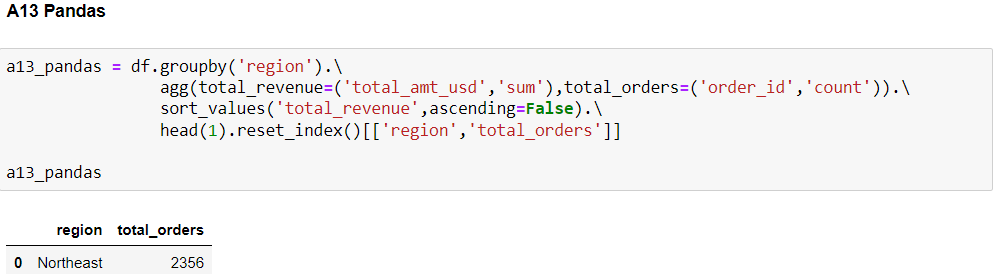 A13 Pandas
a13_pandas = df.groupby('region').\
agg(total_revenue=('total_amt_usd','sum'),total_orders=('order_id','count')).\
sort_values('total_revenue',ascending=False).\
head(1).reset_index()[['region','total_orders']]
a13_pandas
region total_orders
0 Northeast 2356